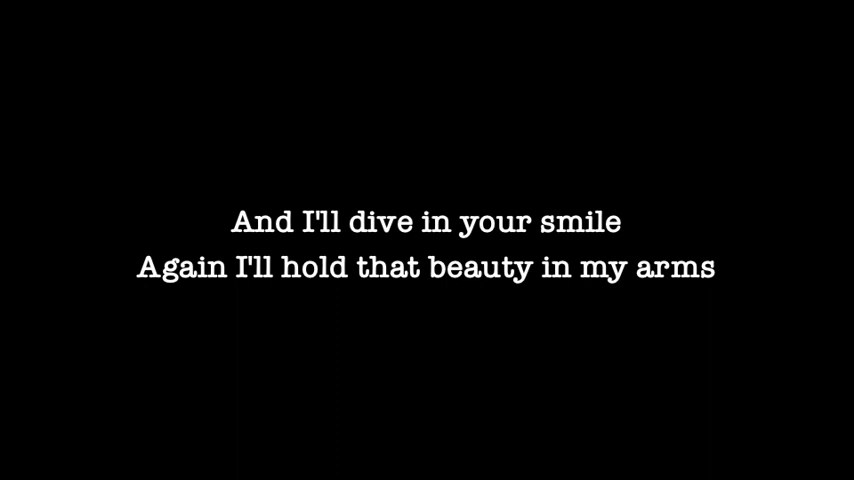 And I'll dive in your smile
Again I'll hold that beauty in my arms